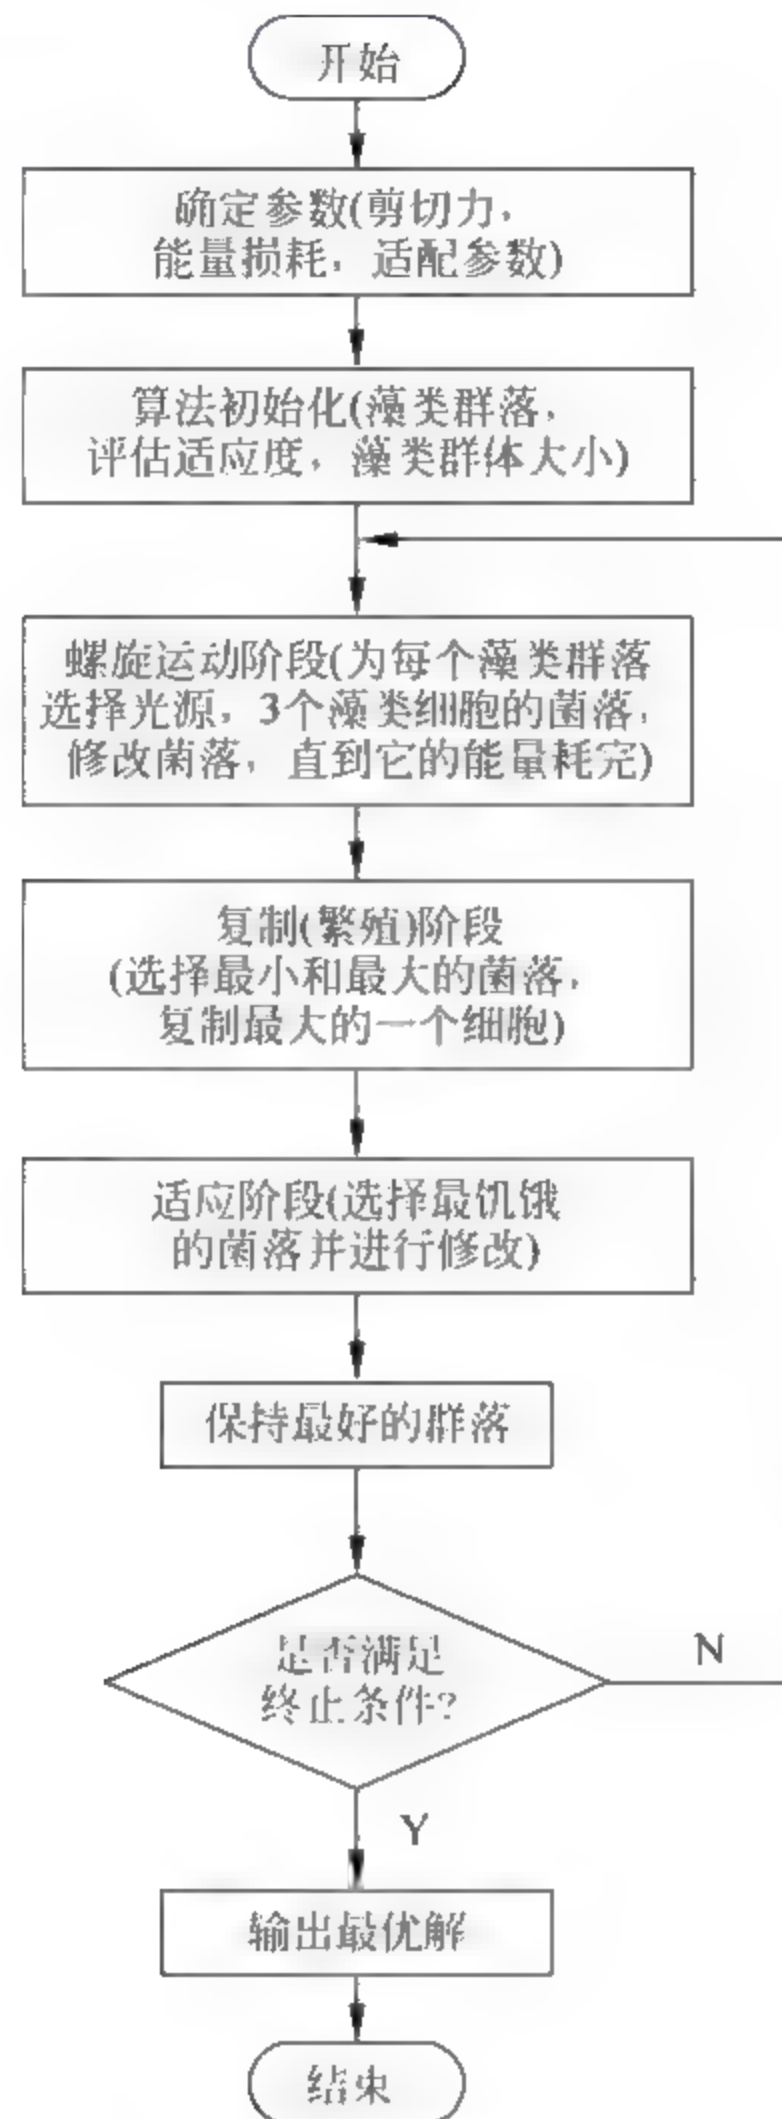 开始
确定参数(剪切力，
能量损耗，适配参数)
算法初始化(藻类群落，
评估适应度，藻类群体大小)
螺旋运动阶段(为每个藻类群落
选择光源，3个藻类细胞的菌落，
修改菌落，直到它的能量耗完)
复制(繁殖)阶段
(选择最小和最大的菌落，
复制最大的一个细胞)
适应阶段(选择最饥饿
的菌落并进行修改)
保持最好的群落
是否满足
终止条件?
N
Y
输出最优解
结束